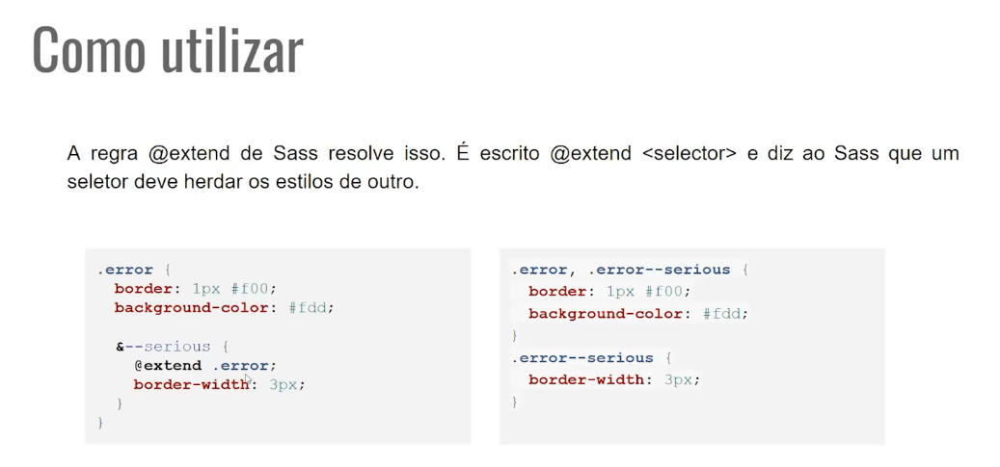 Como utilizar
A regra @extend de Sass resolve isso. É escrito @extend <selector> e diz ao Sass que um
seletor deve herdar os estilos de outro.
.error {
  border: 1px #f00;
  background-color: #fdd;

  &--serious {
    @extend .error;
    border-width: 3px;
  }
}
.error, .error--serious {
  border: 1px #f00;
  background-color: #fdd;
}
.error--serious {
  border-width: 3px;
}